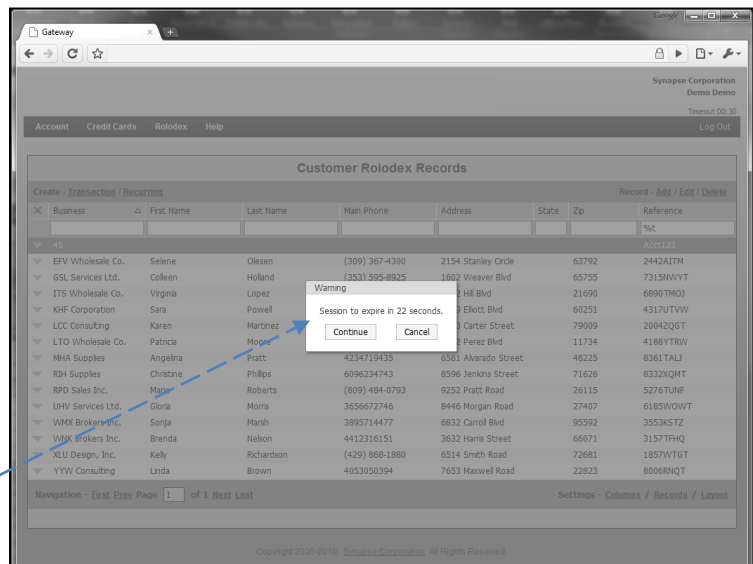 Google
Gateway
Synapse Corporation
Demo Demo
Timeout 00:30
Account Credit Cards Rolodex Help Log Out
Customer Rolodex Records
Create - Transaction / Recurring Record - Add / Edit / Delete
Business First Name Last Name Main Phone Address State Zip Reference
%t
45 Acct123
EFV Wholesale Co. Selene Olesen (309) 367-4300 2154 Stanley Circle 63792 2442AITM
GSL Services Ltd. Colleen Holland (353) 595-8925 1602 Weaver Blvd 65755 7315NWYT
ITS Wholesale Co. Virginia Lopez Hill Blvd 21690 6890TMOJ
KHF Corporation Sara Powell Elliott Blvd 60251 4317UTVW
LCC Consulting Karen Martinez Carter Street 79009 2004ZQGT
LTO Wholesale Co. Patricia Moore Perez Blvd 11734 4188YTRW
Warning
Session to expire in 22 seconds.
Continue Cancel
MHA Supplies Angelina Pratt 4234719435 6581 Alvarado Street 48225 8361TALJ
RIH Supplies Christine Phillips 6096234743 8596 Jenkins Street 71626 8332XQMT
RPD Sales Inc. Marie Roberts (809) 484-0793 9252 Pratt Road 26115 5276TUNF
UHV Services Ltd. Gloria Morris 3656672746 8446 Morgan Road 27407 6185WOWT
WMX Brokers Inc. Sonja Marsh 3895714477 6832 Carroll Blvd 95592 3553KSTZ
WNK Brokers Inc. Brenda Nelson 4412316151 3632 Harris Street 66071 3157TFHQ
XLU Design, Inc. Kelly Richardson (429) 868-1880 6514 Smith Road 72681 1857WTGT
YYW Consulting Linda Brown 4053050394 7653 Maxwell Road 22823 8006RNQT
Navigation - First Prev Page 1 of 1 Next Last Settings - Columns / Records / Layout
Copyright 2005-2010, Synapse Corporation. All Rights Reserved